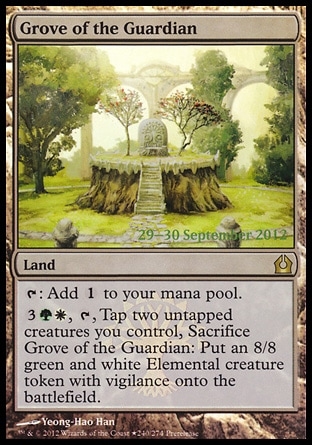 Grove of the Guardian
29–30 September 2012
Land
: Add 1 to your mana pool.
3 , , Tap two untapped
creatures you control, Sacrifice
Grove of the Guardian: Put an 8/8
green and white Elemental creature
token with vigilance onto the
battlefield.
Yeong-Hao Han
™ & © 2012 Wizards of the Coast ★240/274 Prerelease